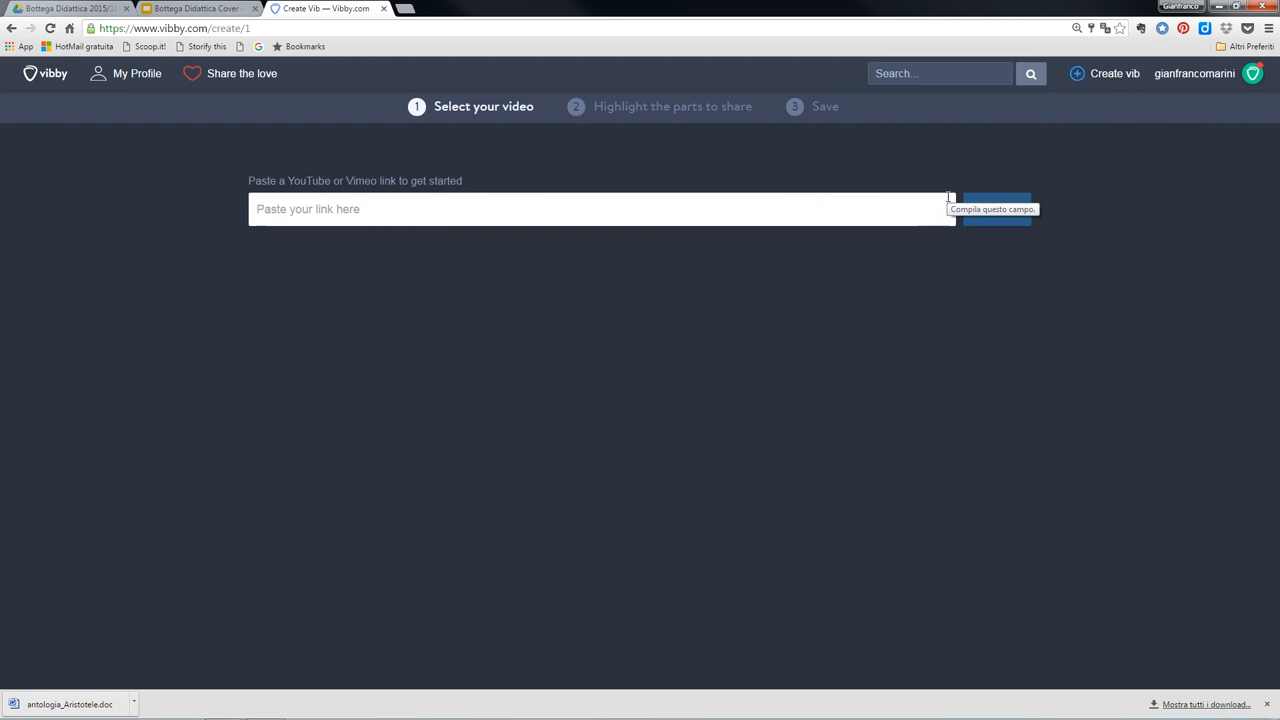 Bottega Didattica 2015/1
Bottega Didattica Cover -
Create Vib — Vibby.com
Gianfranco
https://www.vibby.com/create/1
App
HotMail gratuita
Scoop.it!
Storify this
Bookmarks
Altri Preferiti
vibby
My Profile
Share the love
Search...
Create vib
gianfrancomarini
1 Select your video
2 Highlight the parts to share
3 Save
Paste a YouTube or Vimeo link to get started
Paste your link here
Compila questo campo.
antologia_Aristotele.doc
Mostra tutti i download...